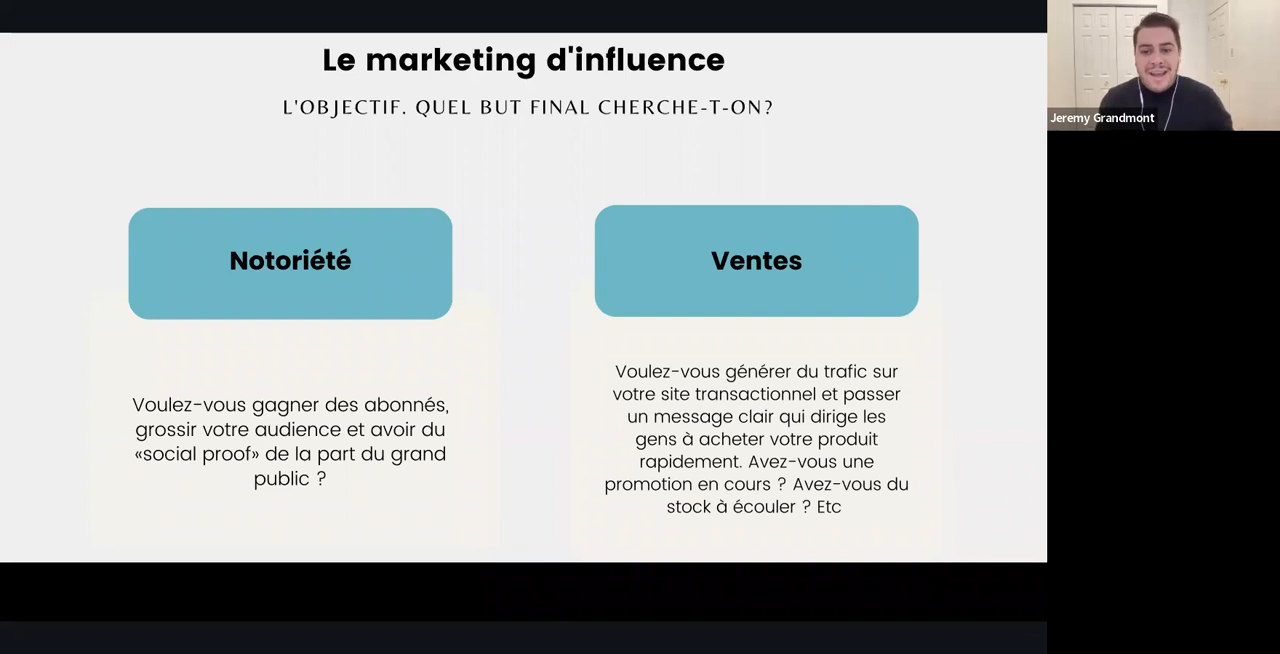 Le marketing d'influence
L'OBJECTIF. QUEL BUT FINAL CHERCHE-T-ON?
Notoriété
Voulez-vous gagner des abonnés,
grossir votre audience et avoir du
«social proof» de la part du grand
public ?
Ventes
Voulez-vous générer du trafic sur
votre site transactionnel et passer
un message clair qui dirige les
gens à acheter votre produit
rapidement. Avez-vous une
promotion en cours ? Avez-vous du
stock à écouler ? Etc
Jeremy Grandmont